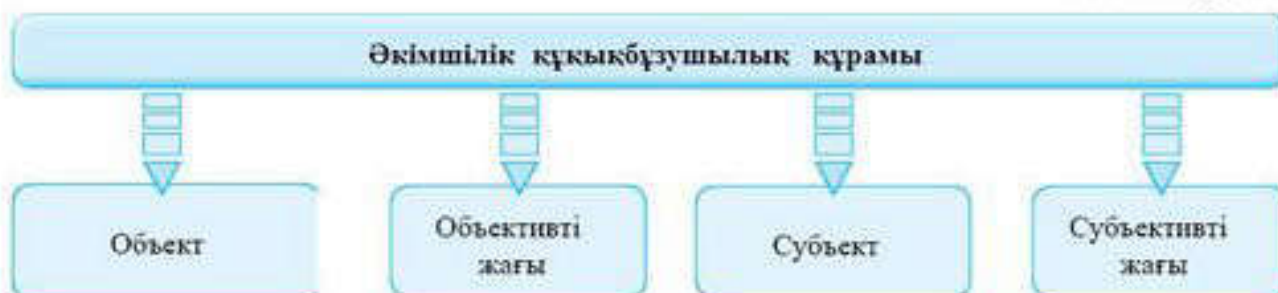 Әкімшілік құқықбұзушылық құрамы
Объект
Объективті
жағы
Субъект
Субъективті
жағы